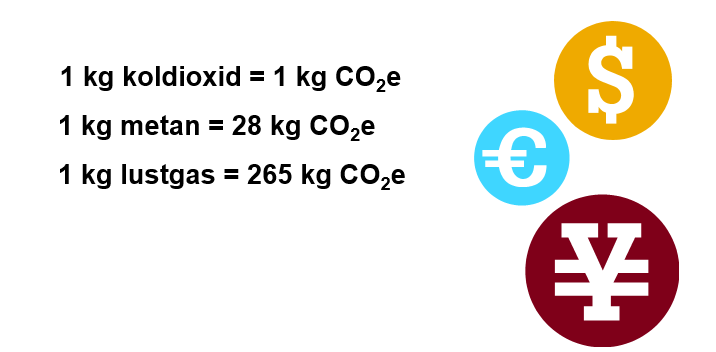 1 kg koldioxid = 1 kg CO₂e
1 kg metan = 28 kg CO₂e
1 kg lustgas = 265 kg CO₂e
$
€
¥